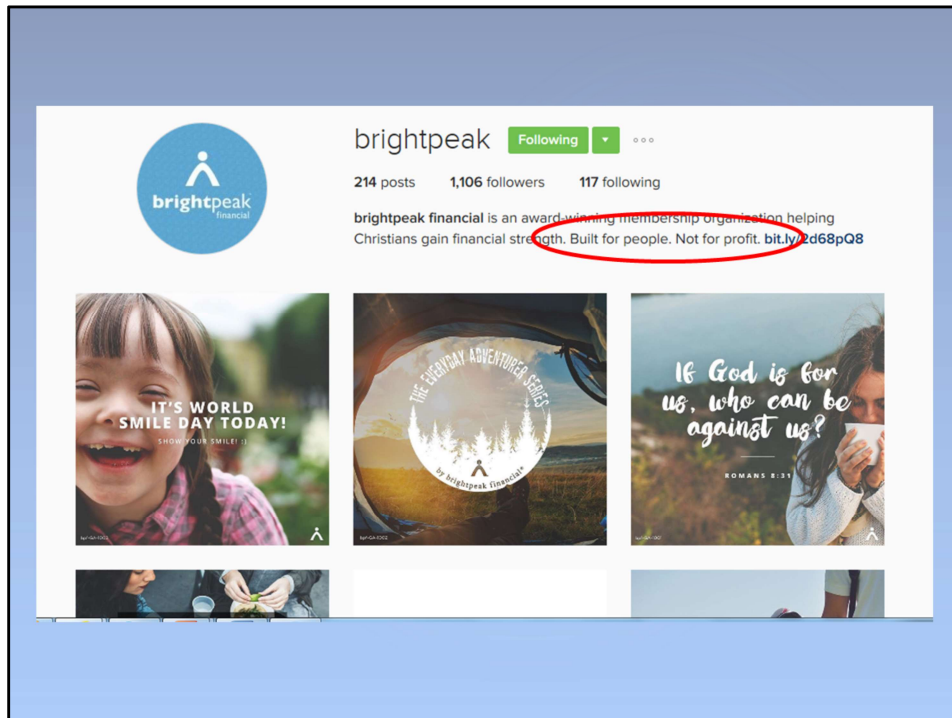 brightpeak Following
214 posts 1,106 followers 117 following
brightpeak financial is an award-winning membership organization helping
Christians gain financial strength. Built for people. Not for profit. bit.ly/2d68pQ8
brightpeak
financial
IT'S WORLD
SMILE DAY TODAY!
SHOW YOUR SMILE! :)
THE EVERYDAY ADVENTURER SERIES
by brightpeak financial®
If God is for
us, who can be
against us?
ROMANS 8:31